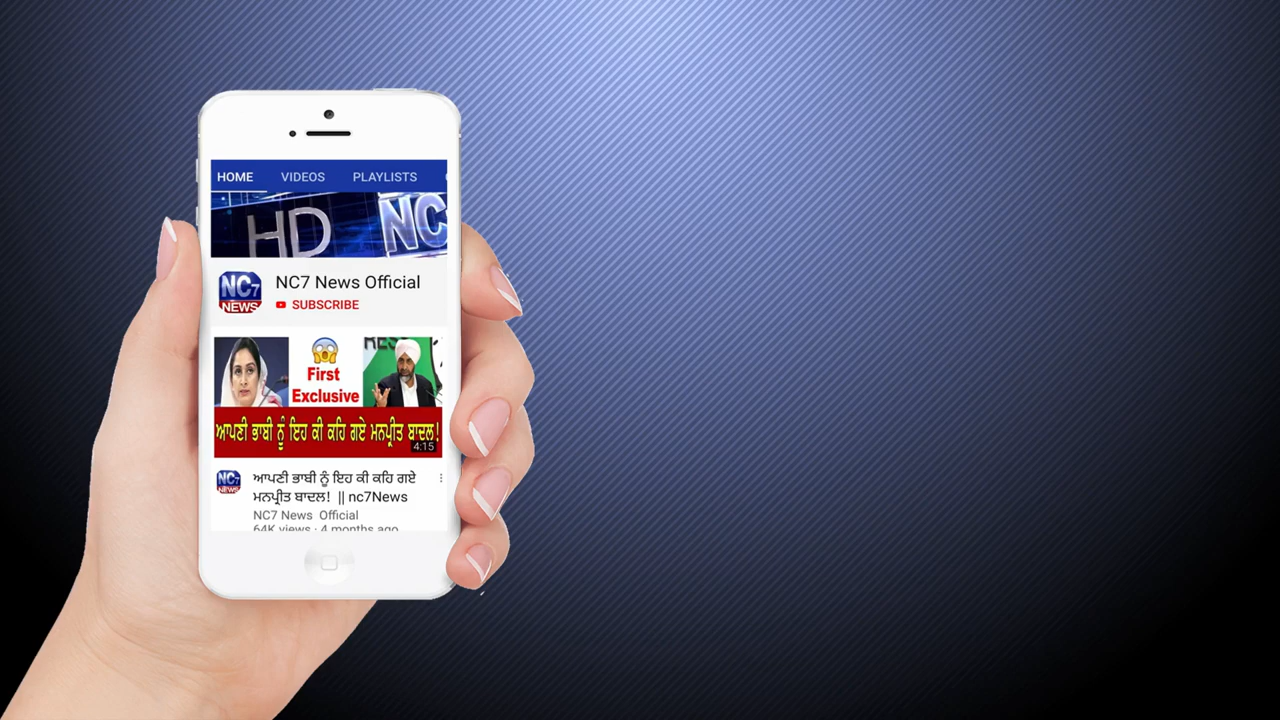 HOME VIDEOS PLAYLISTS
HD NC
NC7 NEWS
NC7 News Official
SUBSCRIBE
First
Exclusive
ਆਪਣੀ ਭਾਬੀ ਨੂੰ ਇਹ ਕੀ ਕਹਿ ਗਏ ਮਨਪ੍ਰੀਤ ਬਾਦਲ!
4:15
NC7 NEWS
ਆਪਣੀ ਭਾਬੀ ਨੂੰ ਇਹ ਕੀ ਕਹਿ ਗਏ
ਮਨਪ੍ਰੀਤ ਬਾਦਲ! || nc7News
NC7 News Official
64K views · 4 months ago